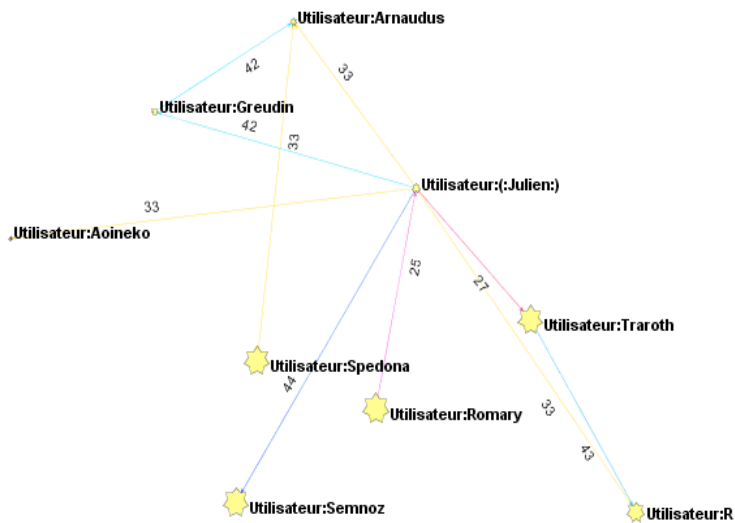 Utilisateur:Arnaudus
42
33
Utilisateur:Greudin
42
33
Utilisateur:(:Julien:)
33
Utilisateur:Aoineko
25
27
Utilisateur:Traroth
Utilisateur:Spedona
44
Utilisateur:Romary
33
43
Utilisateur:Semnoz
Utilisateur:R